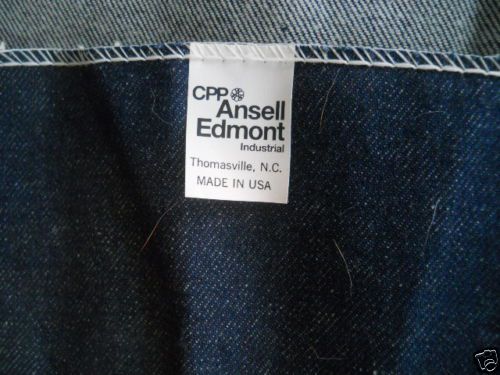 CPP
Ansell
Edmont
Industrial
Thomasville, N.C.
MADE IN USA